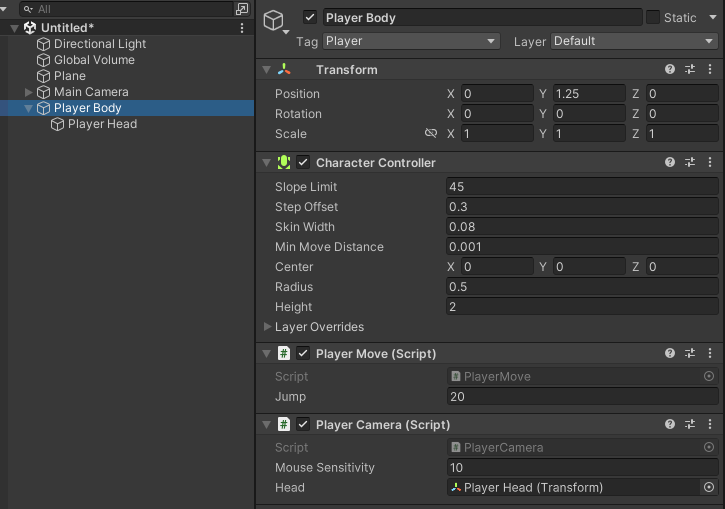 All
Untitled*
Directional Light
Global Volume
Plane
Main Camera
Player Body
Player Head
Player Body
Static
Tag Player
Layer Default
Transform
Position X 0 Y 1.25 Z 0
Rotation X 0 Y 0 Z 0
Scale X 1 Y 1 Z 1
Character Controller
Slope Limit 45
Step Offset 0.3
Skin Width 0.08
Min Move Distance 0.001
Center X 0 Y 0 Z 0
Radius 0.5
Height 2
Layer Overrides
# Player Move (Script)
Script # PlayerMove
Jump 20
# Player Camera (Script)
Script # PlayerCamera
Mouse Sensitivity 10
Head Player Head (Transform)